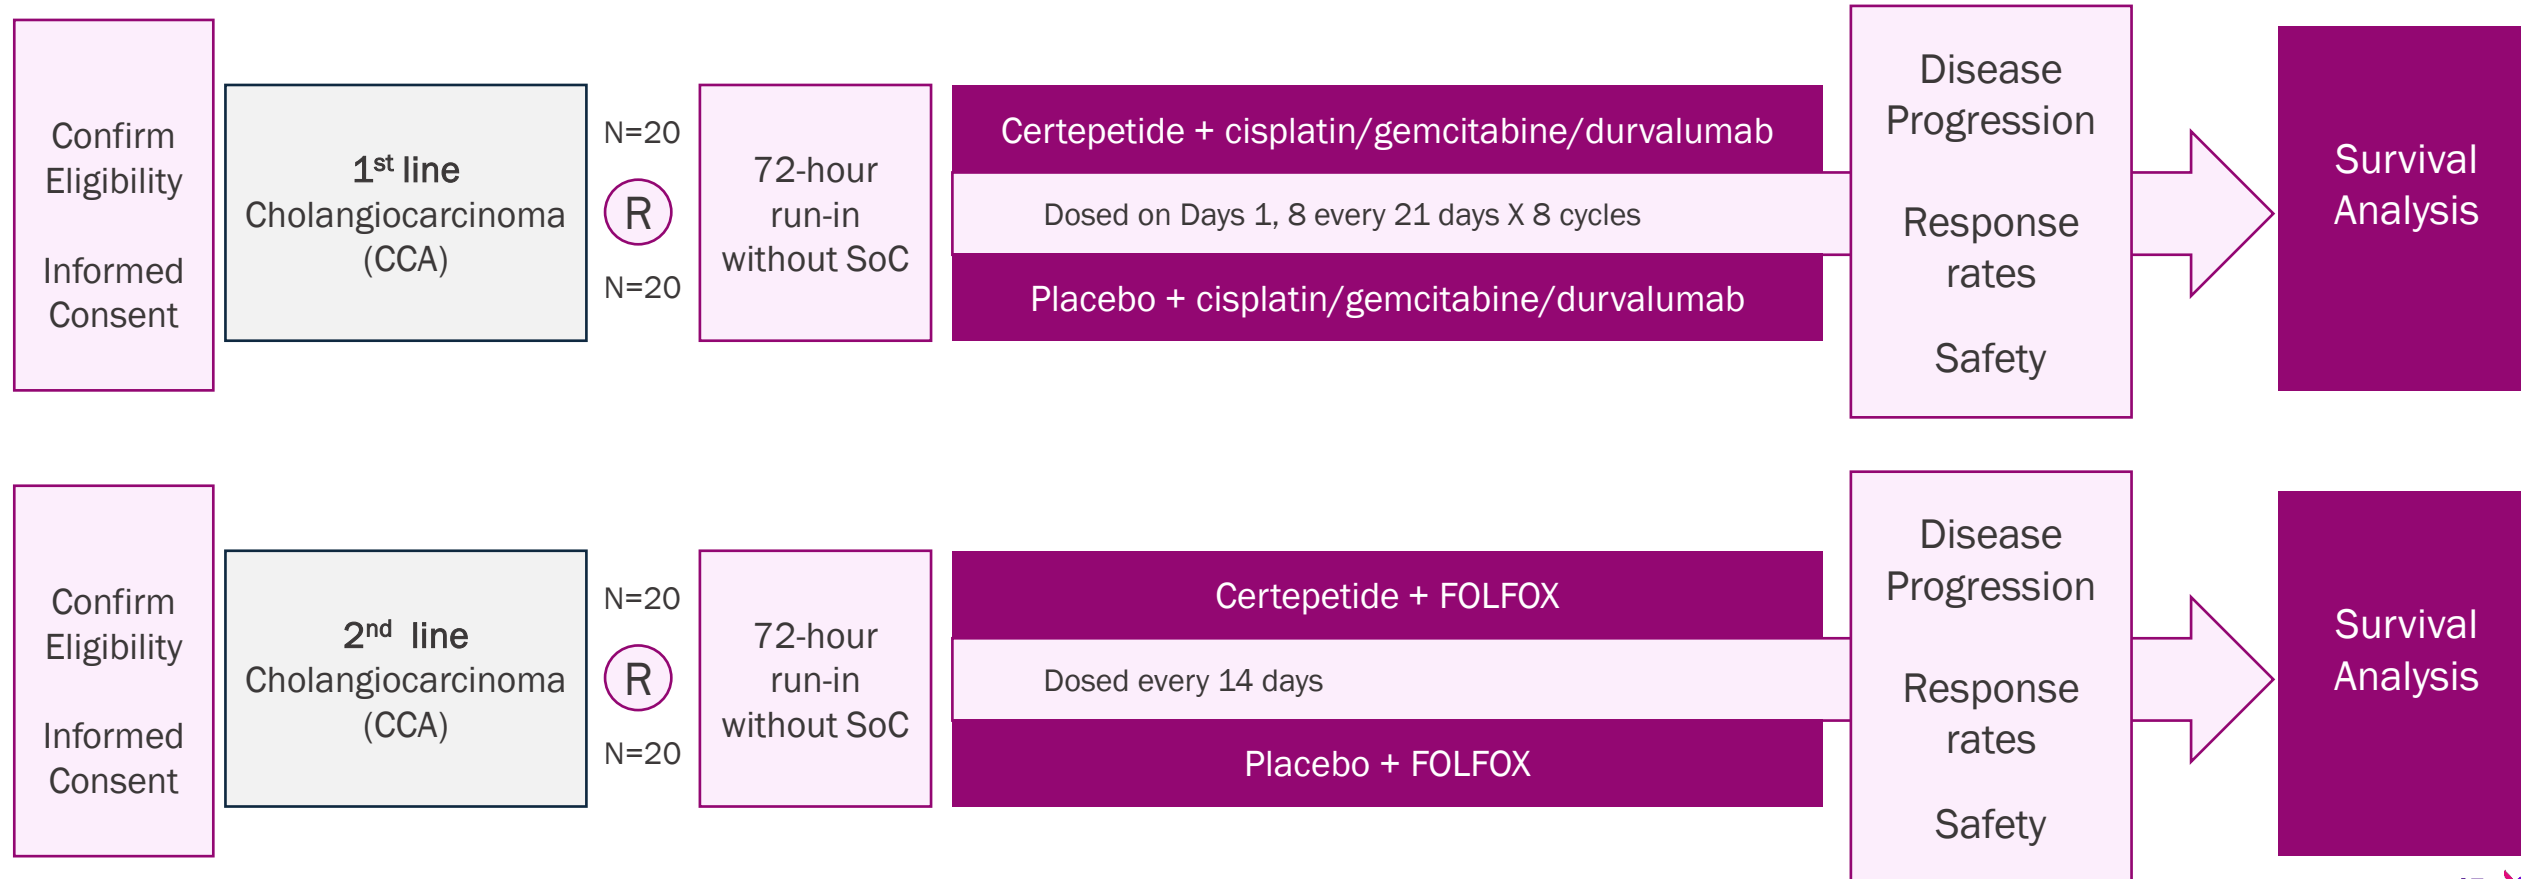 Confirm
Eligibility
Informed
Consent
1st line
Cholangiocarcinoma
(CCA)
N=20
R
N=20
72-hour
run-in
without SoC
Certepetide + cisplatin/gemcitabine/durvalumab
Dosed on Days 1, 8 every 21 days X 8 cycles
Placebo + cisplatin/gemcitabine/durvalumab
Disease
Progression
Response
rates
Safety
Survival
Analysis
Confirm
Eligibility
Informed
Consent
2nd line
Cholangiocarcinoma
(CCA)
N=20
R
N=20
72-hour
run-in
without SoC
Certepetide + FOLFOX
Dosed every 14 days
Placebo + FOLFOX
Disease
Progression
Response
rates
Safety
Survival
Analysis